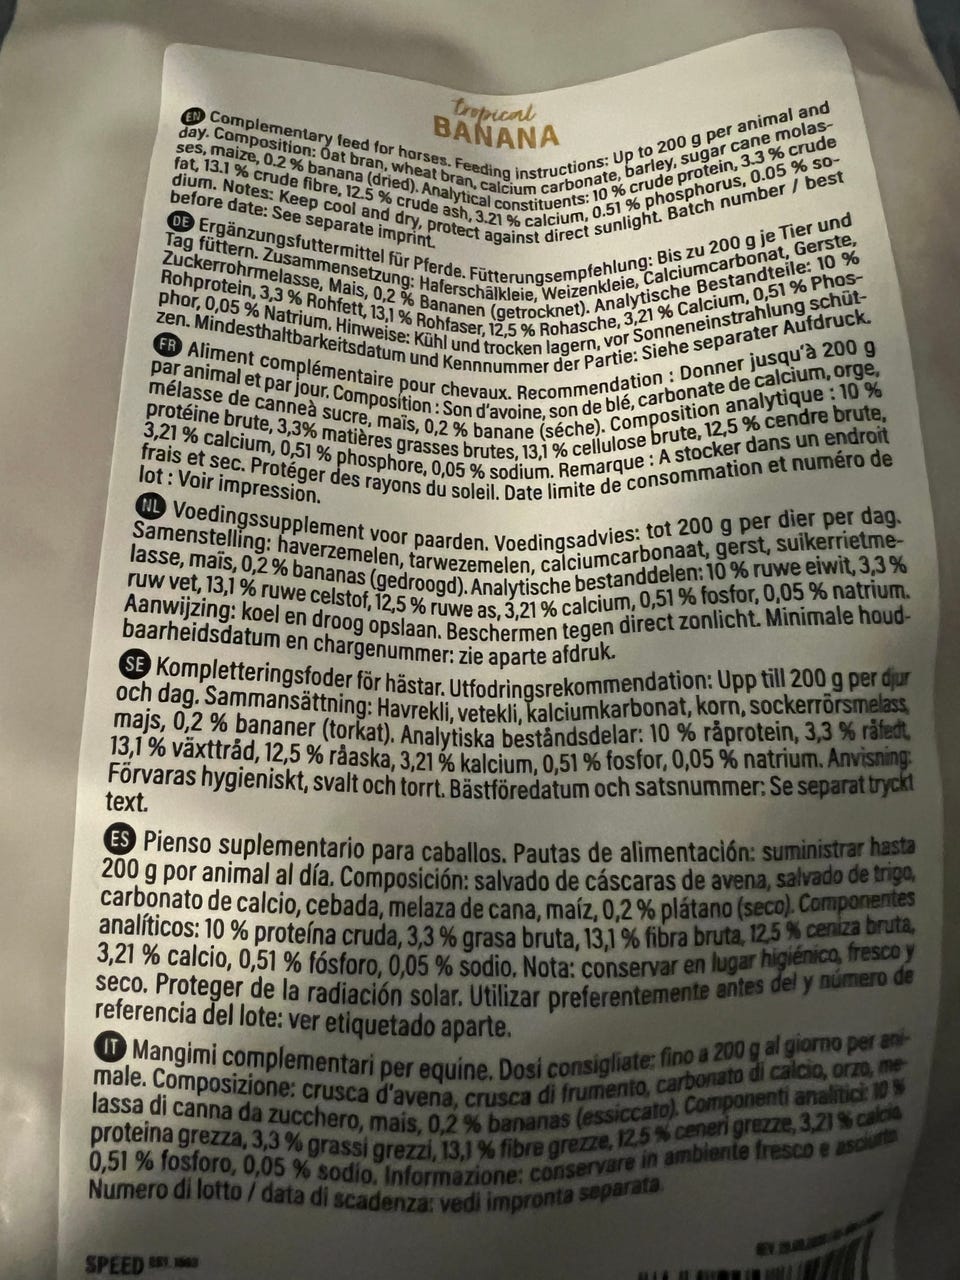 tropical
BANANA
EN Complementary feed for horses. Feeding instructions: Up to 200 g per animal and
day. Composition: Oat bran, wheat bran, calcium carbonate, barley, sugar cane molas-
ses, maize, 0.2 % banana (dried). Analytical constituents: 10 % crude protein, 3.3 % crude
fat, 13.1 % crude fibre, 12.5 % crude ash, 3.21 % calcium, 0.51 % phosphorus, 0.05 % so-
dium. Notes: Keep cool and dry, protect against direct sunlight. Batch number / best
before date: See separate imprint.
DE Ergänzungsfuttermittel für Pferde. Fütterungsempfehlung: Bis zu 200 g je Tier und
Tag füttern. Zusammensetzung: Haferschälkleie, Weizenkleie, Calciumcarbonat, Gerste,
Zuckerrohrmelasse, Mais, 0,2 % Bananen (getrocknet). Analytische Bestandteile: 10 %
Rohprotein, 3,3 % Rohfett, 13,1 % Rohfaser, 12,5 % Rohasche, 3,21 % Calcium, 0,51 % Phos-
phor, 0,05 % Natrium. Hinweise: Kühl und trocken lagern, vor Sonneneinstrahlung schüt-
zen. Mindesthaltbarkeitsdatum und Kennnummer der Partie: Siehe separater Aufdruck.
FR Aliment complémentaire pour chevaux. Recommendation : Donner jusqu'à 200 g
par animal et par jour. Composition : Son d'avoine, son de blé, carbonate de calcium, orge,
mélasse de canneà sucre, maïs, 0,2 % banane (séche). Composition analytique : 10 %
protéine brute, 3,3% matières grasses brutes, 13,1 % cellulose brute, 12,5 % cendre brute,
3,21 % calcium, 0,51 % phosphore, 0,05 % sodium. Remarque : A stocker dans un endroit
frais et sec. Protéger des rayons du soleil. Date limite de consommation et numéro de
lot : Voir impression.
NL Voedingssupplement voor paarden. Voedingsadvies: tot 200 g per dier per dag.
Samenstelling: haverzemelen, tarwezemelen, calciumcarbonaat, gerst, suikerrietme-
lasse, maïs, 0,2 % bananas (gedroogd). Analytische bestanddelen: 10 % ruwe eiwit, 3,3 %
ruw vet, 13,1 % ruwe celstof, 12,5 % ruwe as, 3,21 % calcium, 0,51 % fosfor, 0,05 % natrium.
Aanwijzing: koel en droog opslaan. Beschermen tegen direct zonlicht. Minimale houd-
baarheidsdatum en chargenummer: zie aparte afdruk.
SE Kompletteringsfoder för hästar. Utfodringsrekommendation: Upp till 200 g per djur
och dag. Sammansättning: Havrekli, vetekli, kalciumkarbonat, korn, sockerrörsmelass,
majs, 0,2 % bananer (torkat). Analytiska beståndsdelar: 10 % råprotein, 3,3 % råfedt,
13,1 % växttråd, 12,5 % råaska, 3,21 % kalcium, 0,51 % fosfor, 0,05 % natrium. Anvisning:
Förvaras hygieniskt, svalt och torrt. Bästföredatum och satsnummer: Se separat tryckt
text.
ES Pienso suplementario para caballos. Pautas de alimentación: suministrar hasta
200 g por animal al día. Composición: salvado de cáscaras de avena, salvado de trigo,
carbonato de calcio, cebada, melaza de cana, maíz, 0,2 % plátano (seco). Componentes
analíticos: 10 % proteína cruda, 3,3 % grasa bruta, 13,1 % fibra bruta, 12,5 % ceniza bruta,
3,21 % calcio, 0,51 % fósforo, 0,05 % sodio. Nota: conservar en lugar higiénico, fresco y
seco. Proteger de la radiación solar. Utilizar preferentemente antes del y número de
referencia del lote: ver etiquetado aparte.
IT Mangimi complementari per equine. Dosi consigliate: fino a 200 g al giorno per ani-
male. Composizione: crusca d'avena, crusca di frumento, carbonato di calcio, orzo, me-
lassa di canna da zucchero, mais, 0,2 % bananas (essiccato). Componenti analitici: 10 %
proteina grezza, 3,3 % grassi grezzi, 13,1 % fibre grezze, 12,5 % ceneri grezze, 3,21 % calcio,
0,51 % fosforo, 0,05 % sodio. Informazione: conservare in ambiente fresco e asciutto
Numero di lotto / data di scadenza: vedi impronta separata.
SPEED